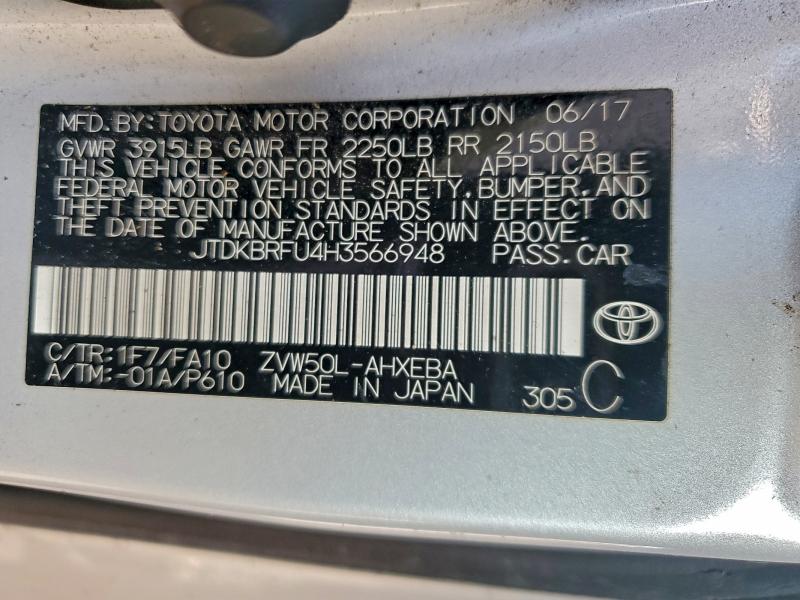 MFD. BY: TOYOTA MOTOR CORPORATION 06/17
GVWR 3915LB GAWR FR 2250LB RR 2150LB
THIS VEHICLE CONFORMS TO ALL APPLICABLE
FEDERAL MOTOR VEHICLE SAFETY, BUMPER, AND
THEFT PREVENTION STANDARDS IN EFFECT ON
THE DATE OF MANUFACTURE SHOWN ABOVE.
JTDKBRFU4H3566948 PASS. CAR
C/TR: 1F7/FA10 ZVW50L-AHXEBA
A/TM: -01A/P610 MADE IN JAPAN 305 C